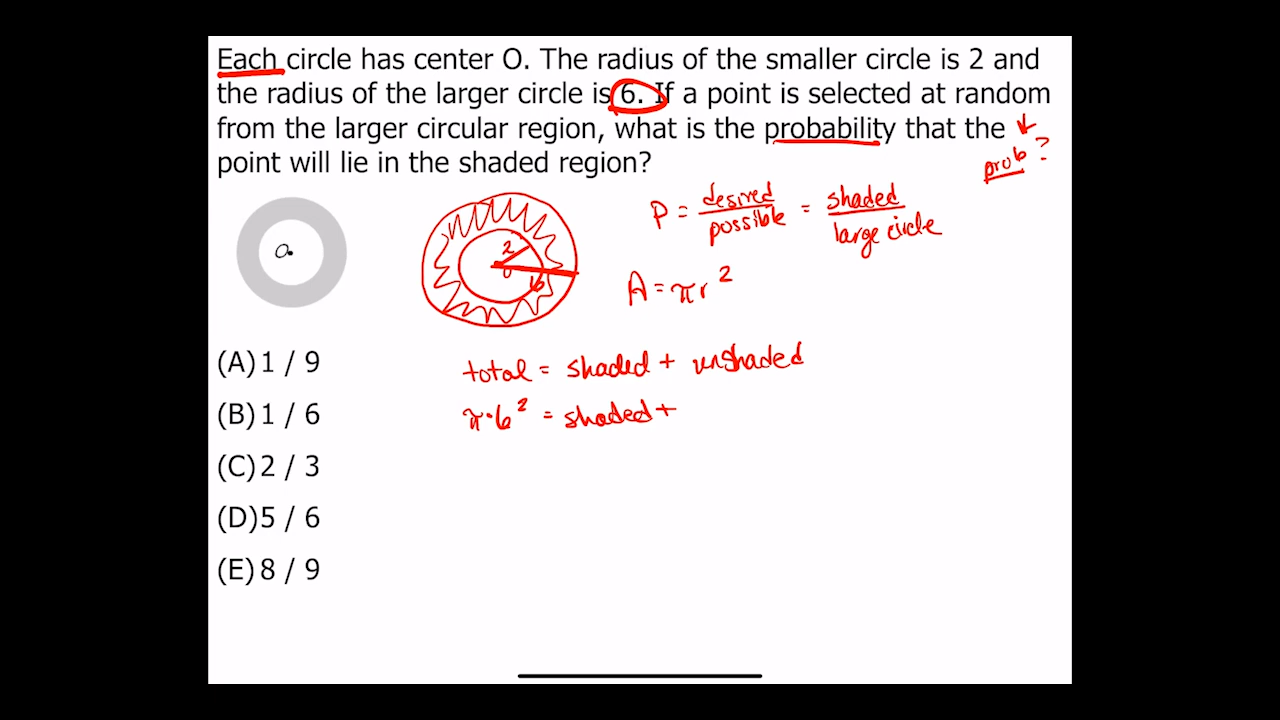 Each circle has center O. The radius of the smaller circle is 2 and
the radius of the larger circle is 6. If a point is selected at random
from the larger circular region, what is the probability that the
point will lie in the shaded region?
prob ?
O
2
O
6
P = desired / possible = shaded / large circle
A = πr²
total = shaded + unshaded
π·6² = shaded +
(A) 1 / 9
(B) 1 / 6
(C) 2 / 3
(D) 5 / 6
(E) 8 / 9